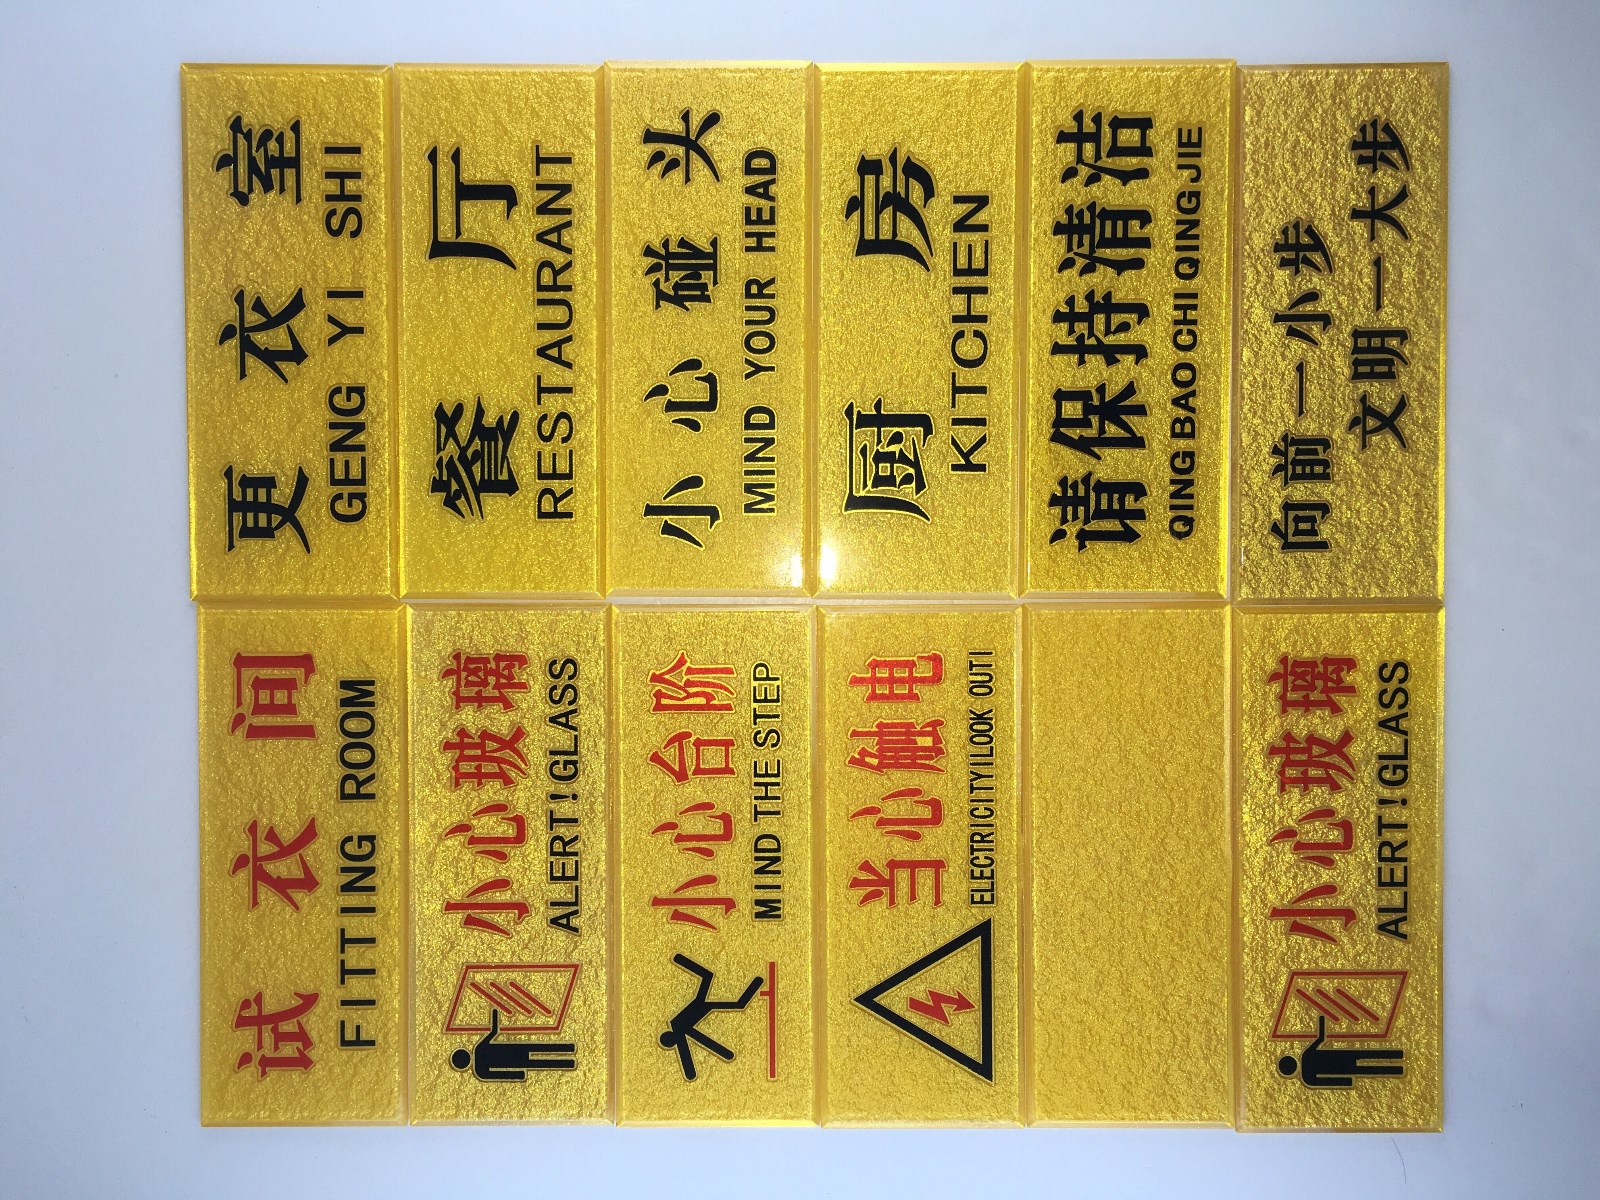 更衣室
GENG YI SHI
试衣间
FITTING ROOM
餐厅
RESTAURANT
小心玻璃
ALERT!GLASS
小心碰头
MIND YOUR HEAD
小心台阶
MIND THE STEP
厨房
KITCHEN
当心触电
ELECTRICITY!LOOK OUT!
请保持清洁
QING BAO CHI QING JIE
向前一小步
文明一大步
小心玻璃
ALERT!GLASS